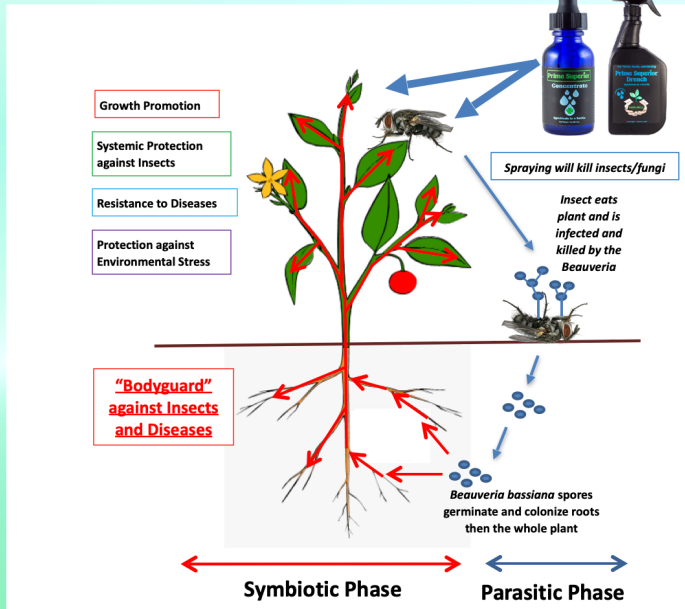 Prime Superior
Concentrate
Prime Superior
Drench
Growth Promotion
Systemic Protection
against Insects
Resistance to Diseases
Protection against
Environmental Stress
Spraying will kill insects/fungi
Insect eats
plant and is
infected and
killed by the
Beauveria
“Bodyguard”
against Insects
and Diseases
Beauveria bassiana spores
germinate and colonize roots
then the whole plant
Symbiotic Phase
Parasitic Phase